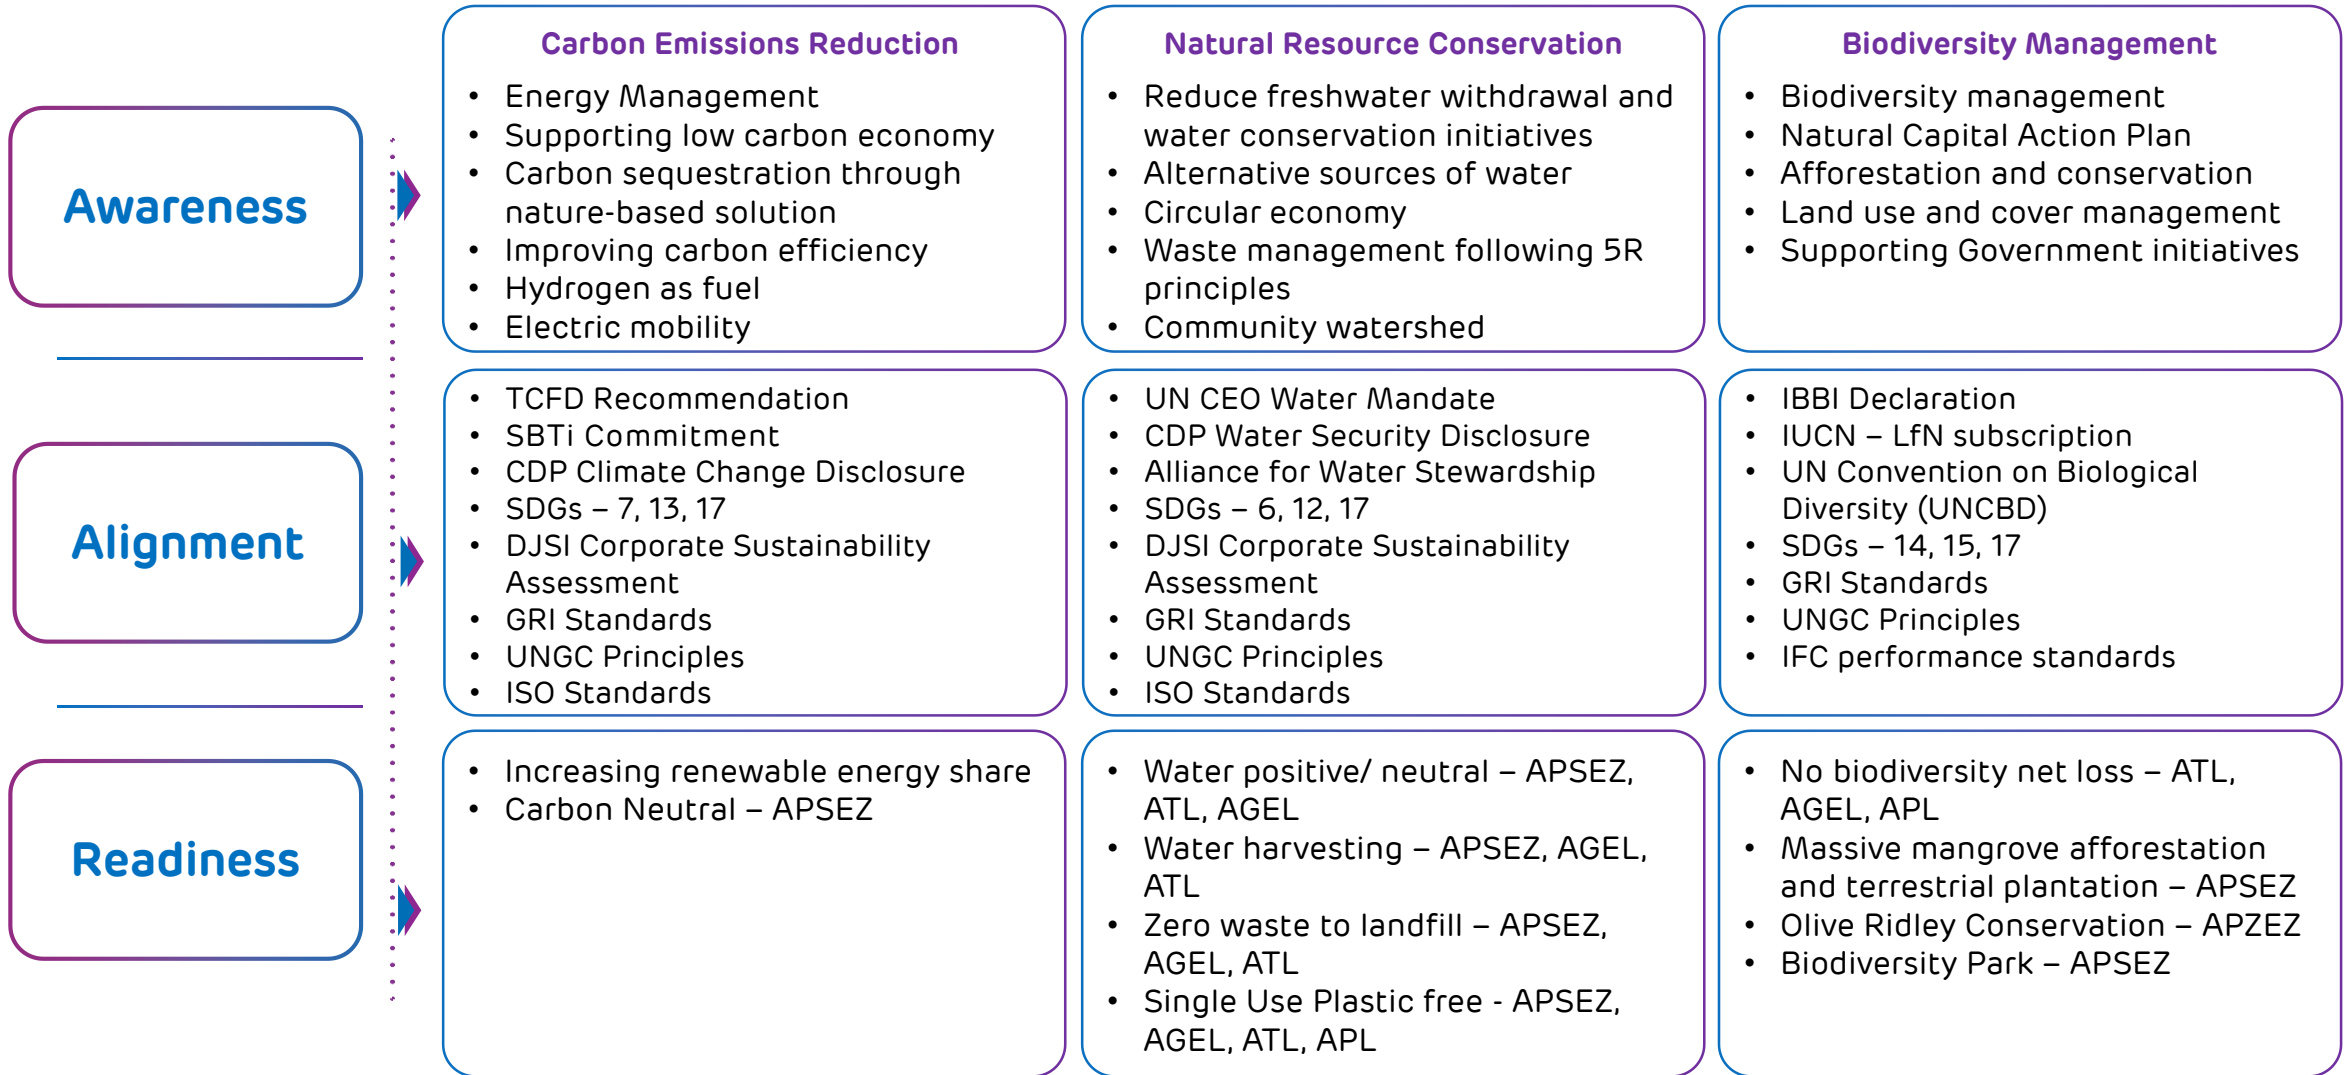 Carbon Emissions Reduction
• Energy Management
• Supporting low carbon economy
• Carbon sequestration through
nature-based solution
• Improving carbon efficiency
• Hydrogen as fuel
• Electric mobility
Natural Resource Conservation
• Reduce freshwater withdrawal and
water conservation initiatives
• Alternative sources of water
• Circular economy
• Waste management following 5R
principles
• Community watershed
Biodiversity Management
• Biodiversity management
• Natural Capital Action Plan
• Afforestation and conservation
• Land use and cover management
• Supporting Government initiatives
Awareness
• TCFD Recommendation
• SBTi Commitment
• CDP Climate Change Disclosure
• SDGs – 7, 13, 17
• DJSI Corporate Sustainability
Assessment
• GRI Standards
• UNGC Principles
• ISO Standards
• UN CEO Water Mandate
• CDP Water Security Disclosure
• Alliance for Water Stewardship
• SDGs – 6, 12, 17
• DJSI Corporate Sustainability
Assessment
• GRI Standards
• UNGC Principles
• ISO Standards
• IBBI Declaration
• IUCN – LfN subscription
• UN Convention on Biological
Diversity (UNCBD)
• SDGs – 14, 15, 17
• GRI Standards
• UNGC Principles
• IFC performance standards
Alignment
• Increasing renewable energy share
• Carbon Neutral – APSEZ
• Water positive/ neutral – APSEZ,
ATL, AGEL
• Water harvesting – APSEZ, AGEL,
ATL
• Zero waste to landfill – APSEZ,
AGEL, ATL
• Single Use Plastic free - APSEZ,
AGEL, ATL, APL
• No biodiversity net loss – ATL,
AGEL, APL
• Massive mangrove afforestation
and terrestrial plantation – APSEZ
• Olive Ridley Conservation – APZEZ
• Biodiversity Park – APSEZ
Readiness